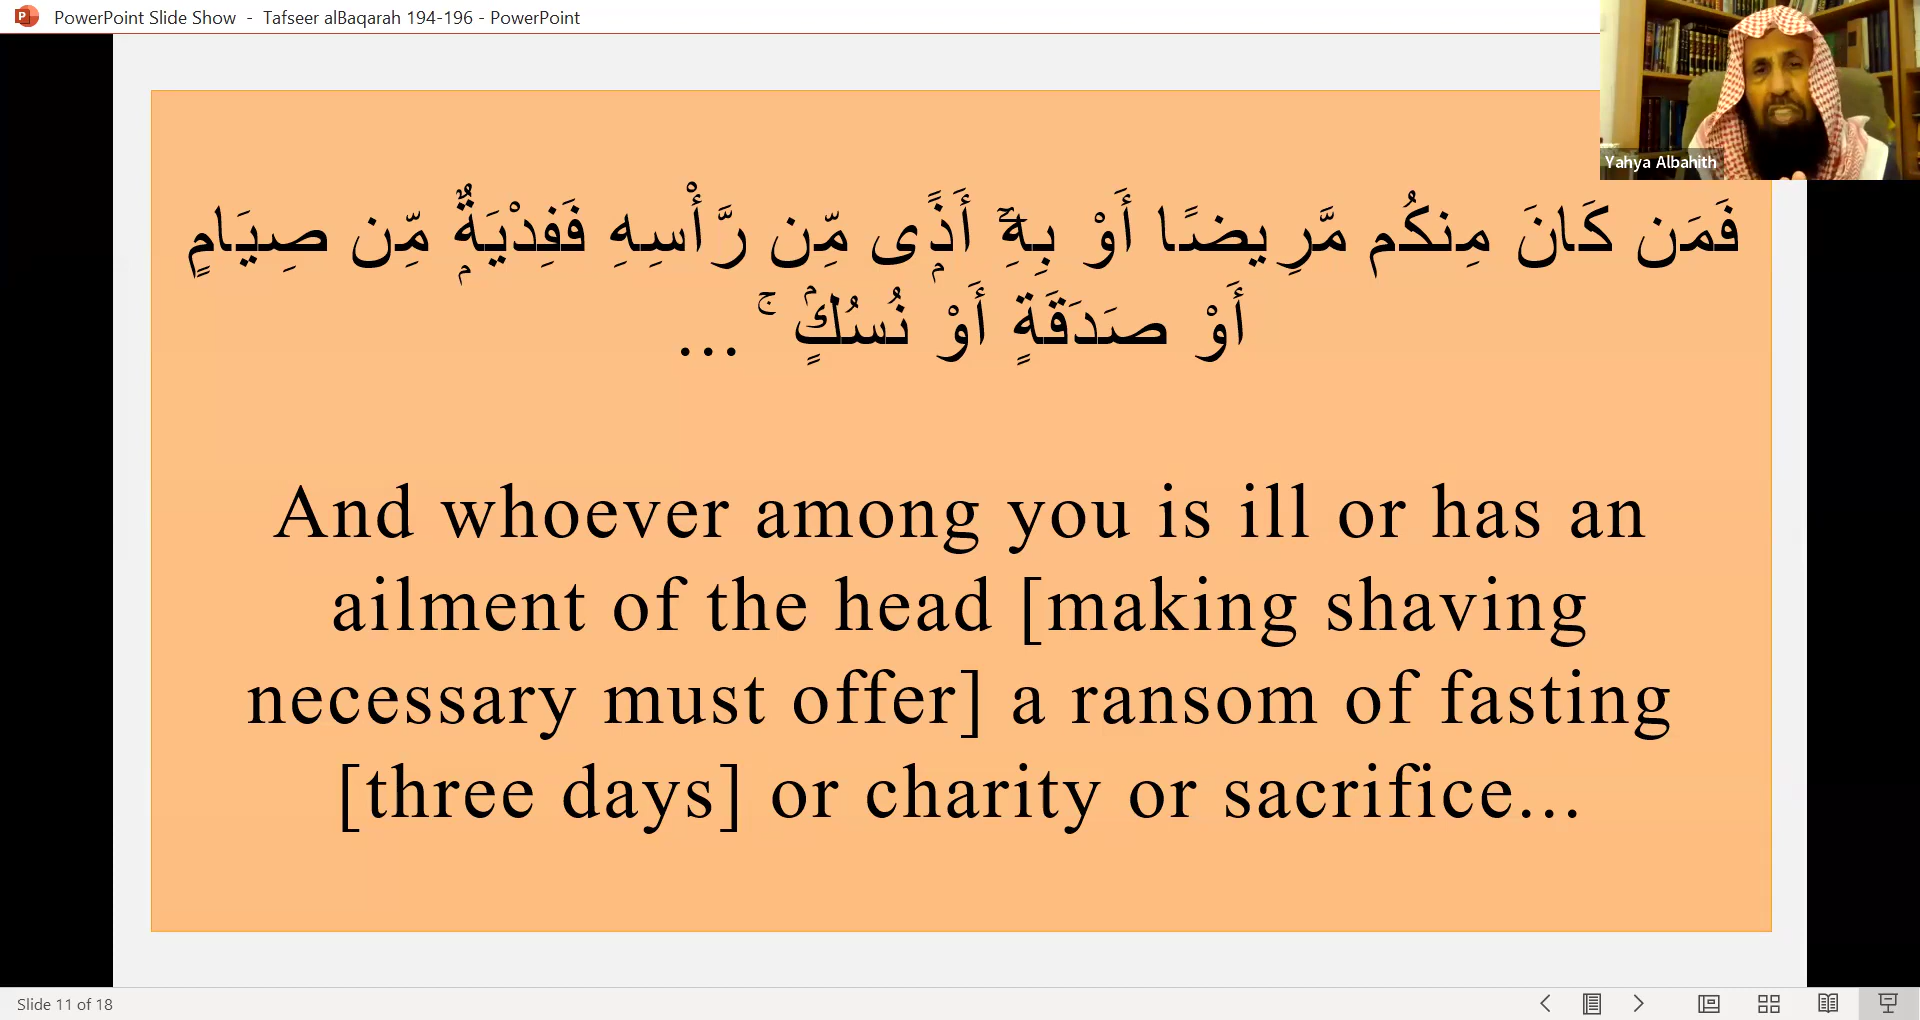 PowerPoint Slide Show - Tafseer alBaqarah 194-196 - PowerPoint
Yahya Albahith
فَمَن كَانَ مِنكُم مَّرِيضًا أَوْ بِهِۦٓ أَذًۭى مِّن رَّأْسِهِ فَفِدْيَةٌۭ مِّن صِيَامٍ
أَوْ صَدَقَةٍ أَوْ نُسُكٍۢ ۚ ...
And whoever among you is ill or has an
ailment of the head [making shaving
necessary must offer] a ransom of fasting
[three days] or charity or sacrifice...
Slide 11 of 18